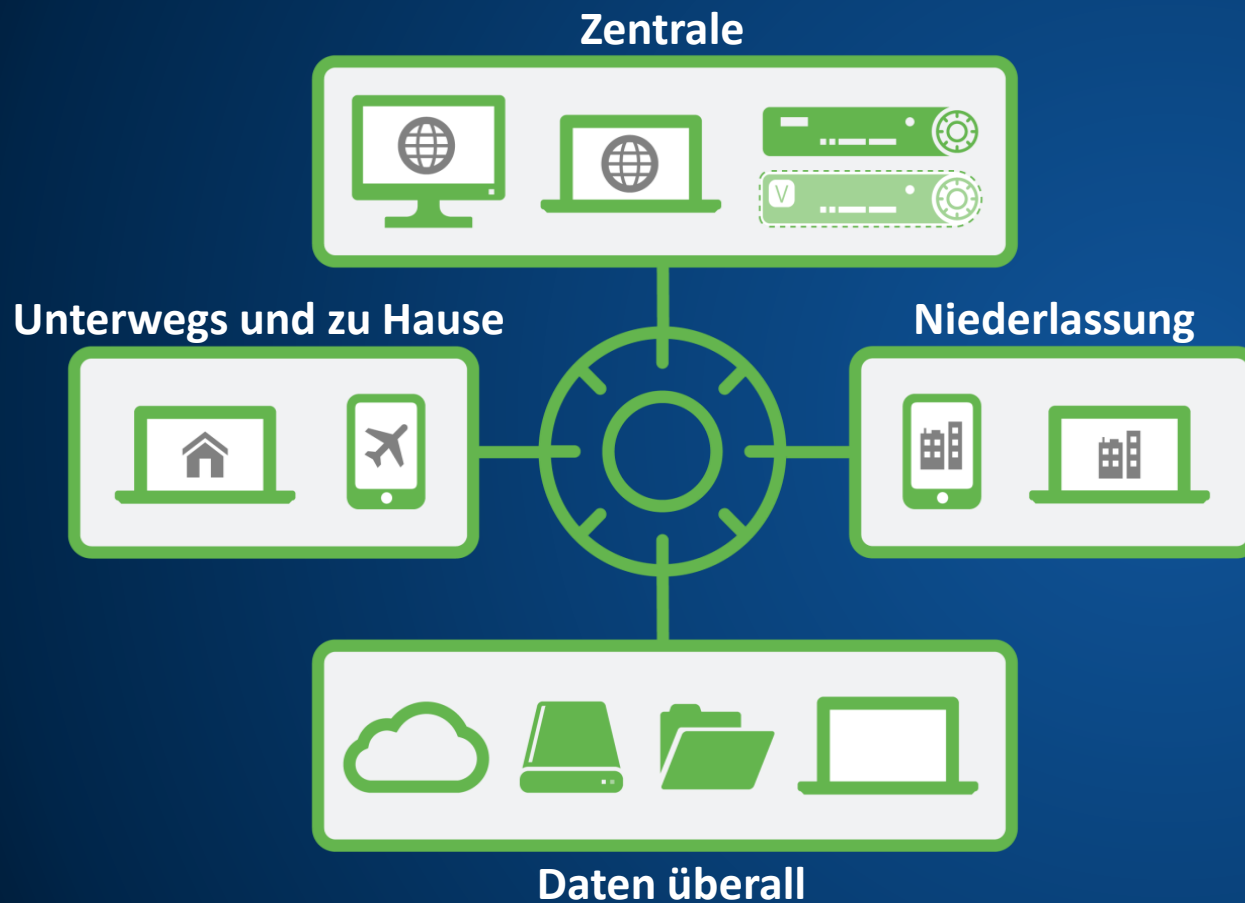 Zentrale
V
Unterwegs und zu Hause
Niederlassung
Daten überall